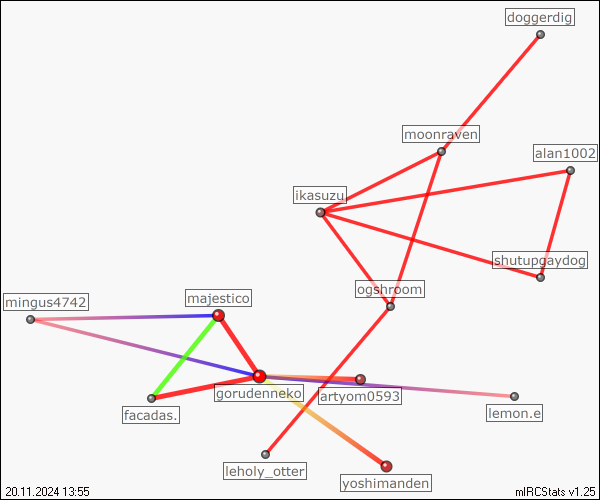 doggerdig
moonraven
alan1002
ikasuzu
shutupgaydog
ogshroom
mingus4742
majestico
gorudenneko
artyom0593
facadas.
lemon.e
leholy_otter
yoshimanden
20.11.2024 13:55
mIRCStats v1.25